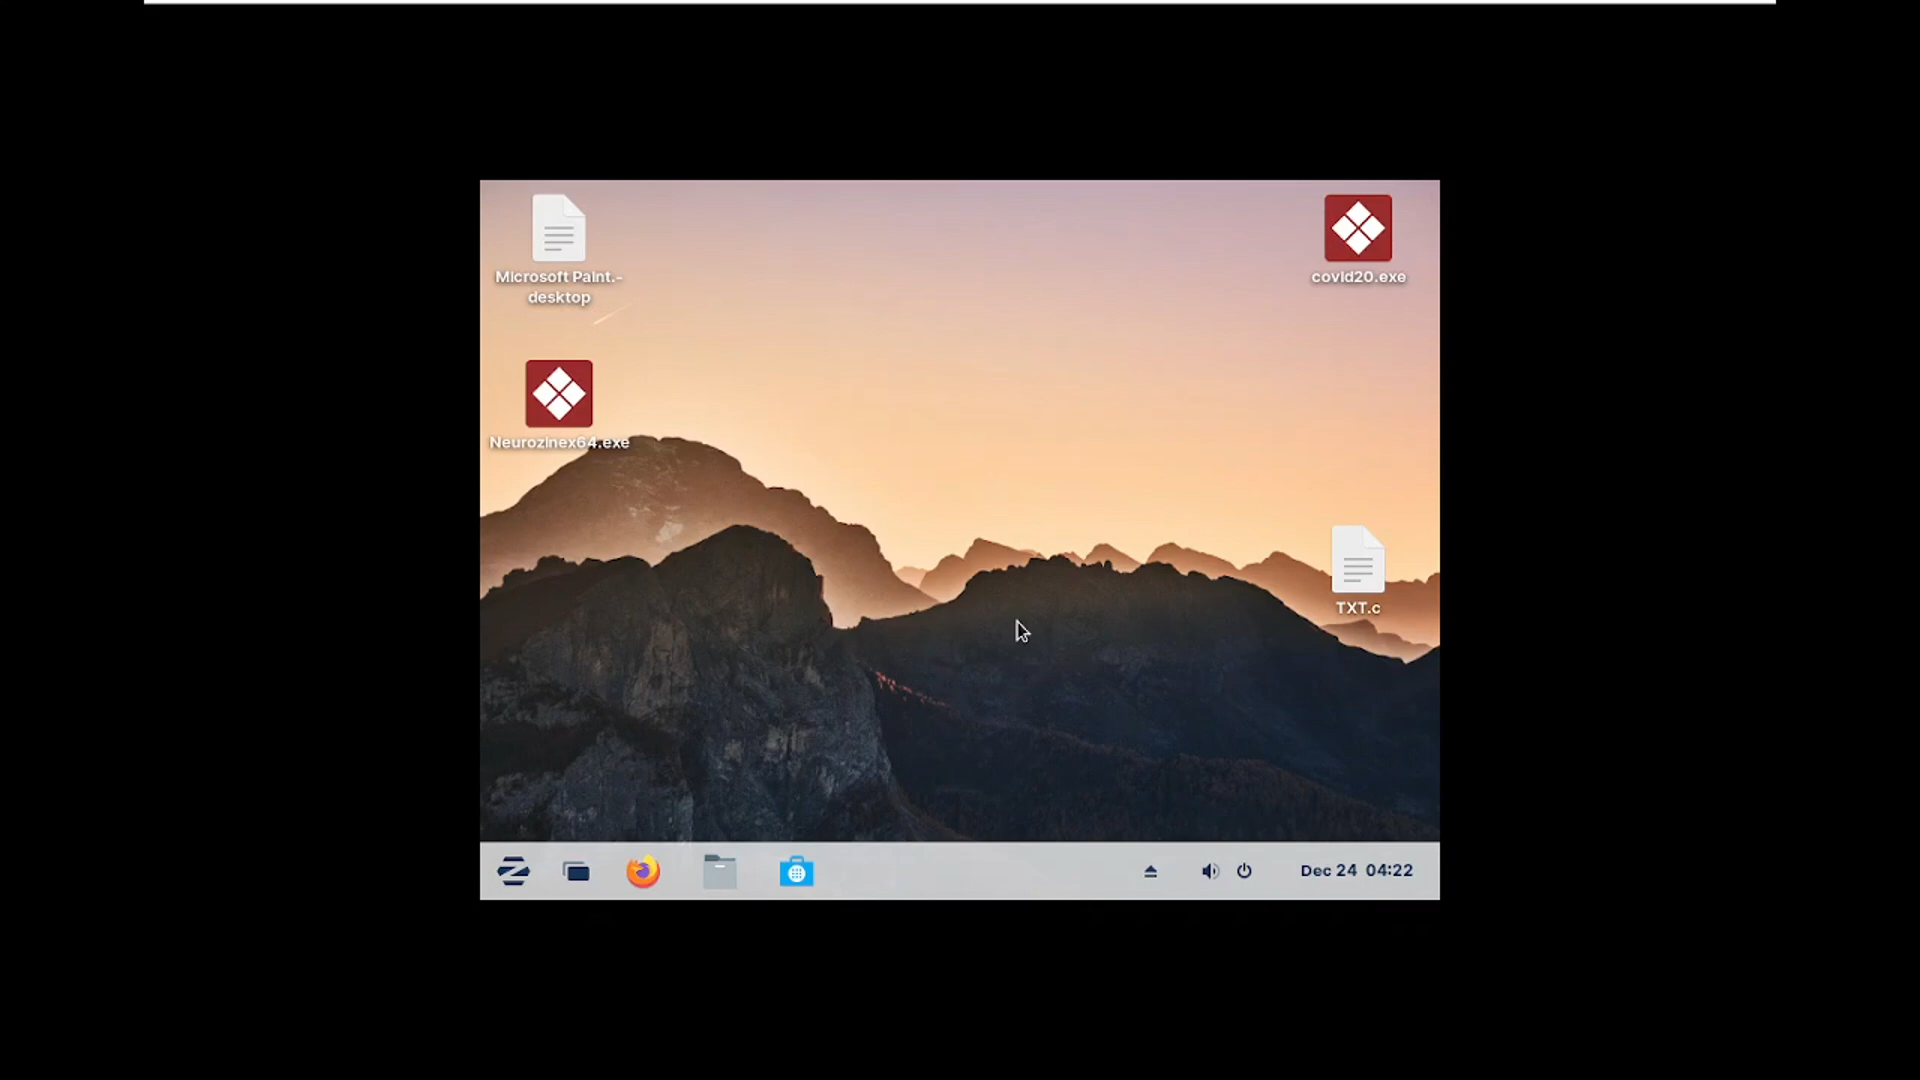 Microsoft Paint.-
desktop
covid20.exe
Neurozinex64.exe
TXT.c
Dec 24 04:22